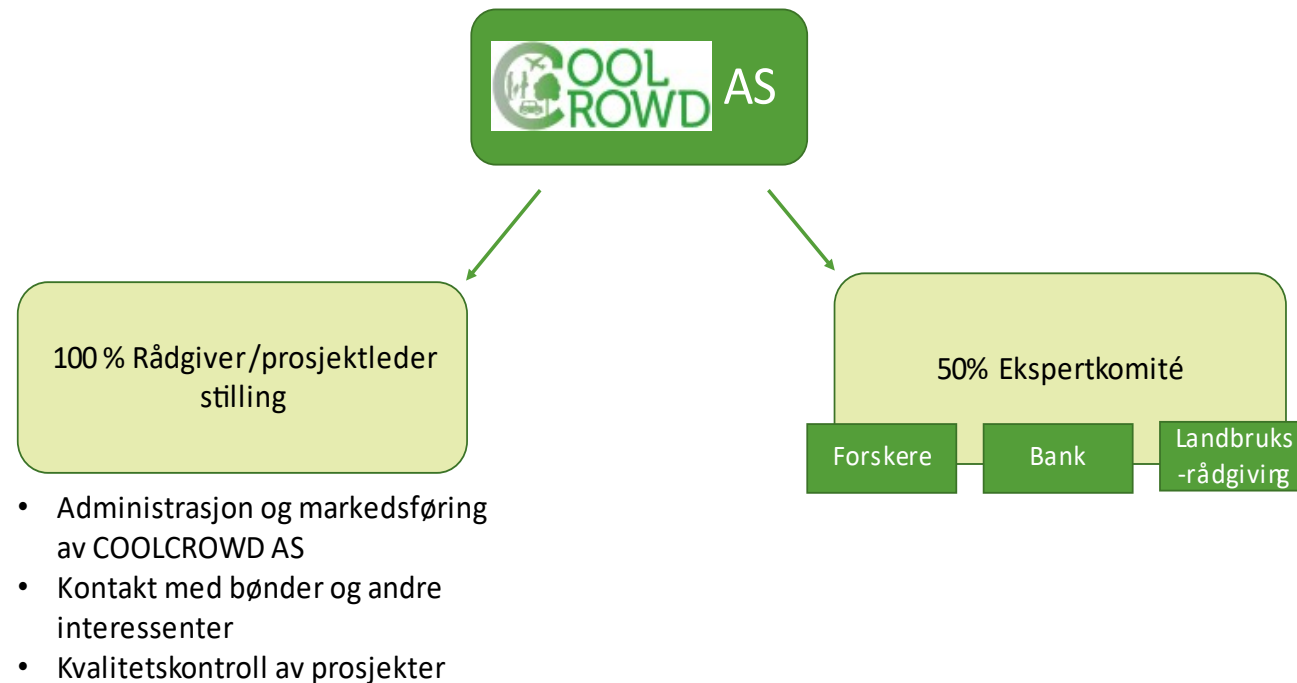 COOL
CROWD AS
100 % Rådgiver/prosjektleder
stilling
50% Ekspertkomité
Forskere
Bank
Landbruks
-rådgiving
• Administrasjon og markedsføring
av COOLCROWD AS
• Kontakt med bønder og andre
interessenter
• Kvalitetskontroll av prosjekter